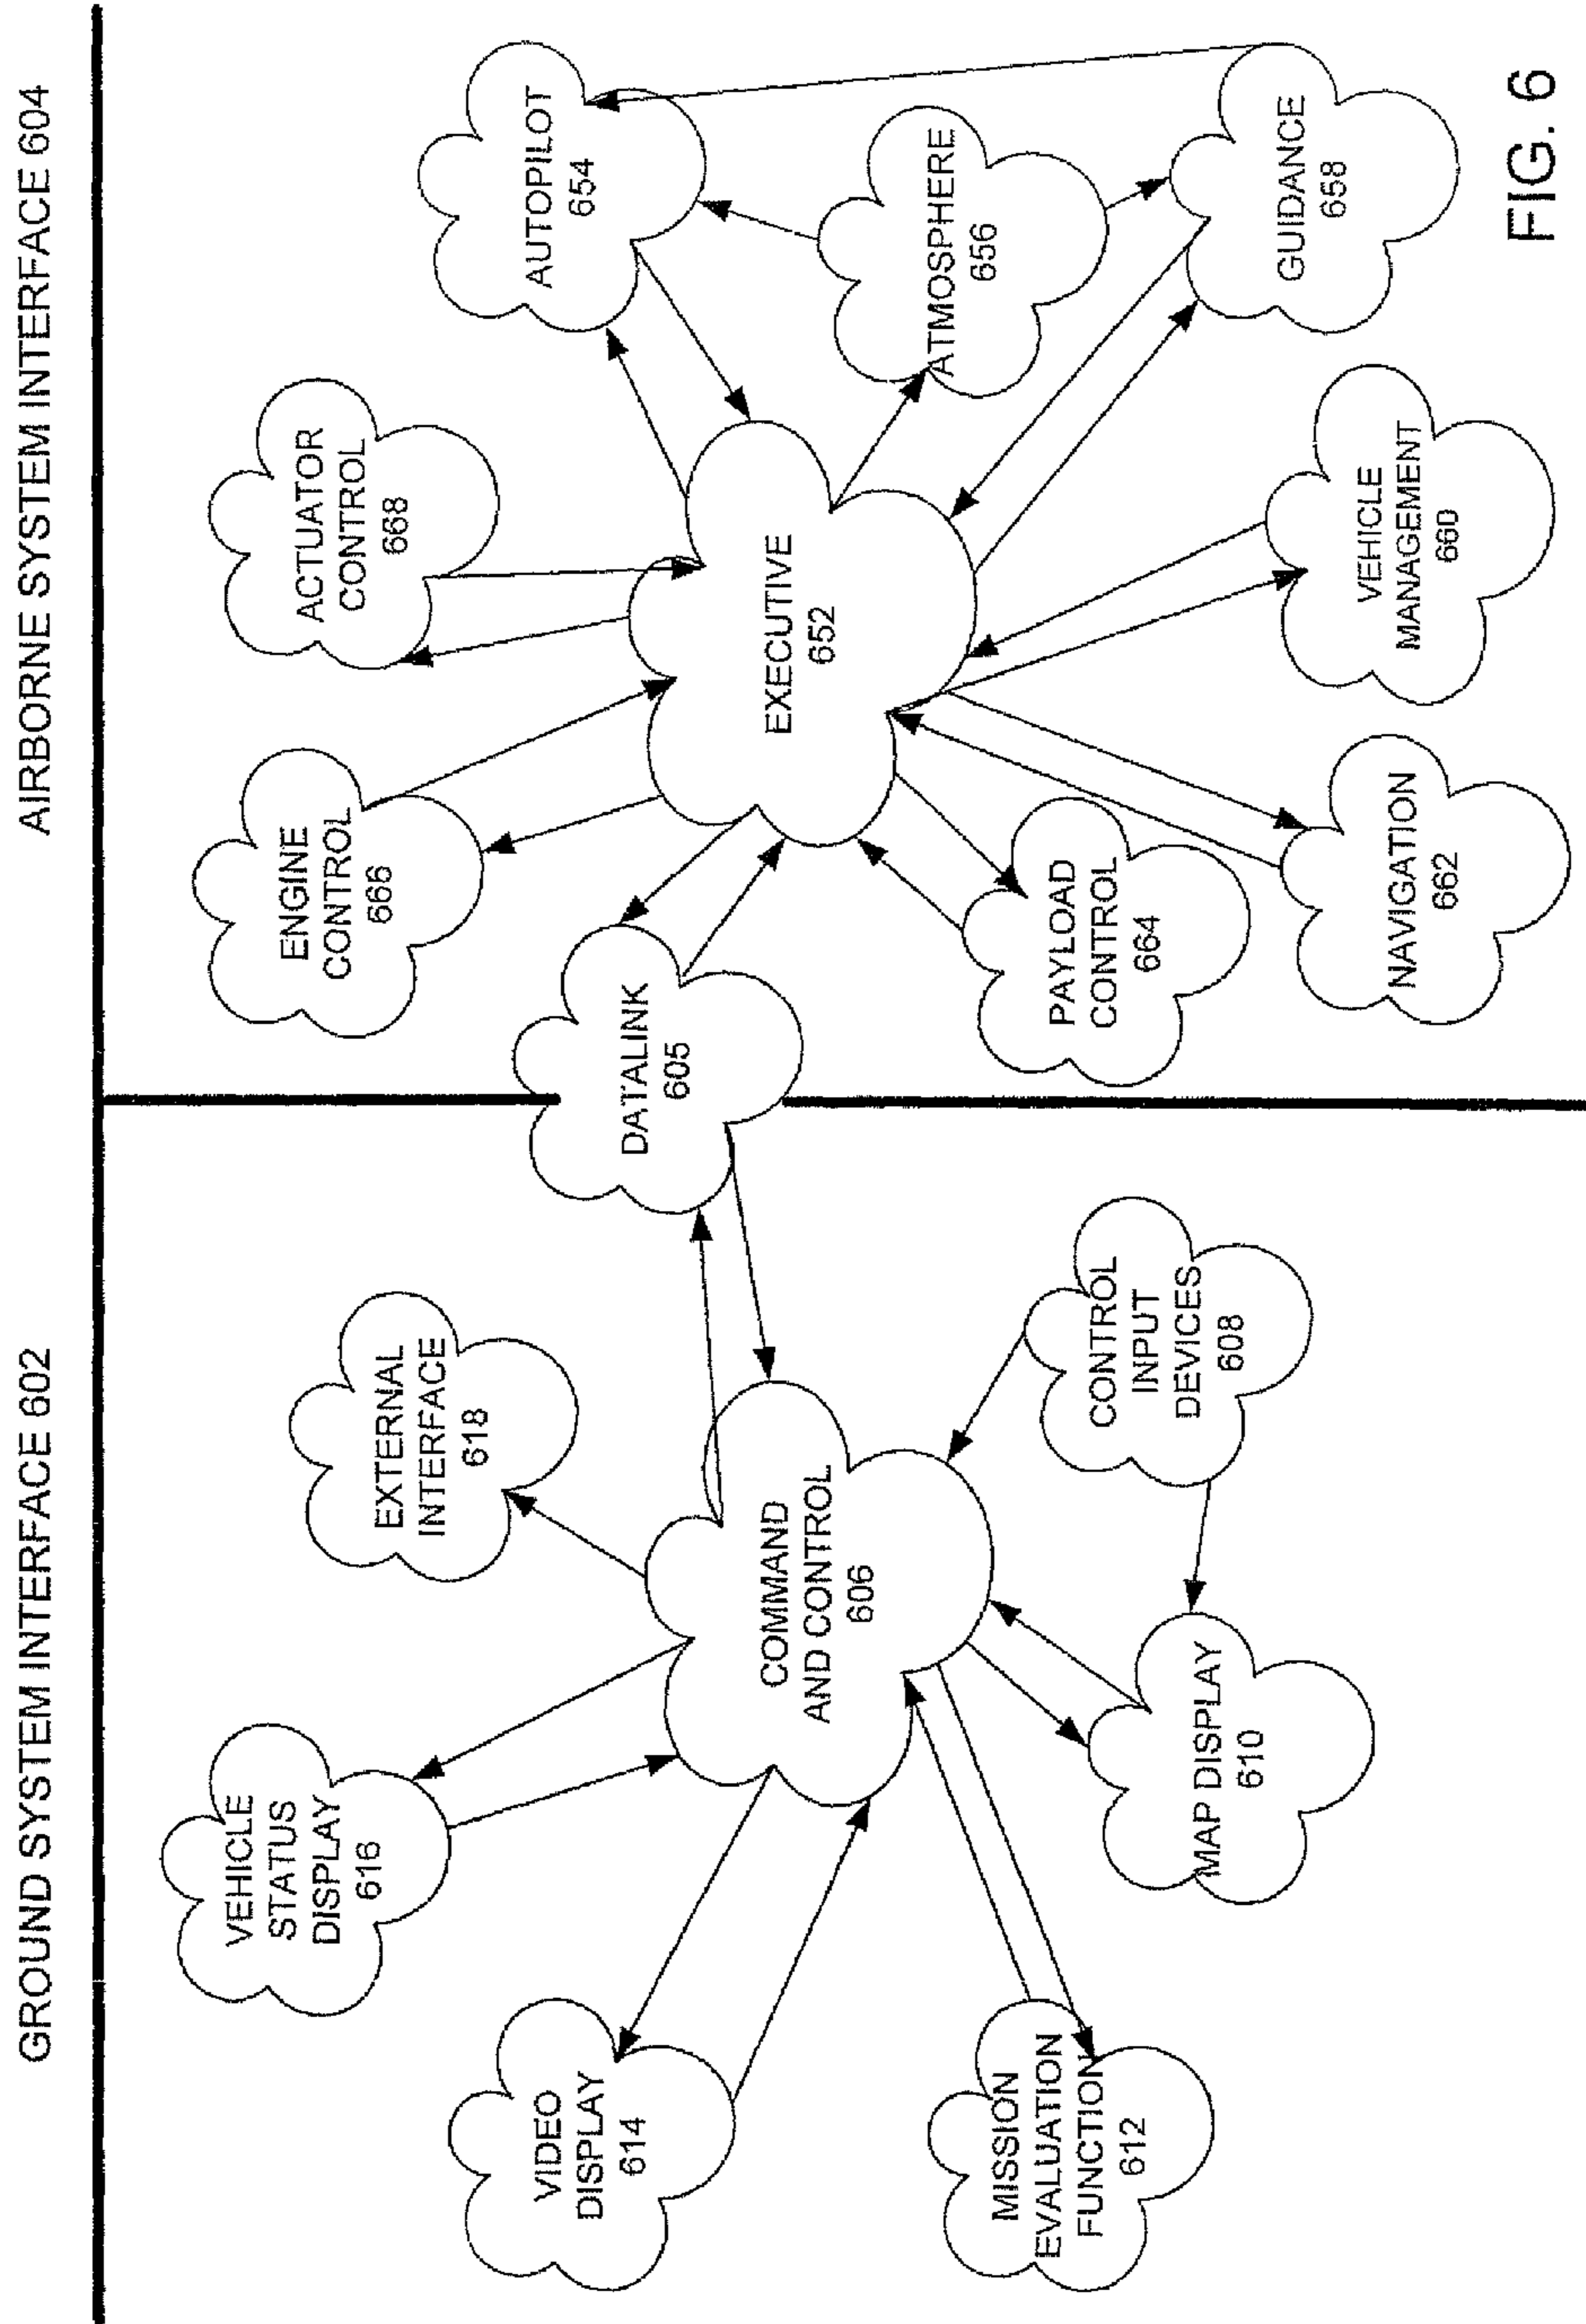 GROUND SYSTEM INTERFACE 602
AIRBORNE SYSTEM INTERFACE 604
VEHICLE
STATUS
DISPLAY
616
EXTERNAL
INTERFACE
618
VIDEO
DISPLAY
614
COMMAND
AND CONTROL
606
MISSION
EVALUATION
FUNCTION
612
MAP DISPLAY
610
CONTROL
INPUT
DEVICES
608
DATALINK
605
ENGINE
CONTROL
666
ACTUATOR
CONTROL
668
AUTOPILOT
654
EXECUTIVE
652
ATMOSPHERE
656
PAYLOAD
CONTROL
664
NAVIGATION
662
VEHICLE
MANAGEMENT
660
GUIDANCE
658
FIG. 6